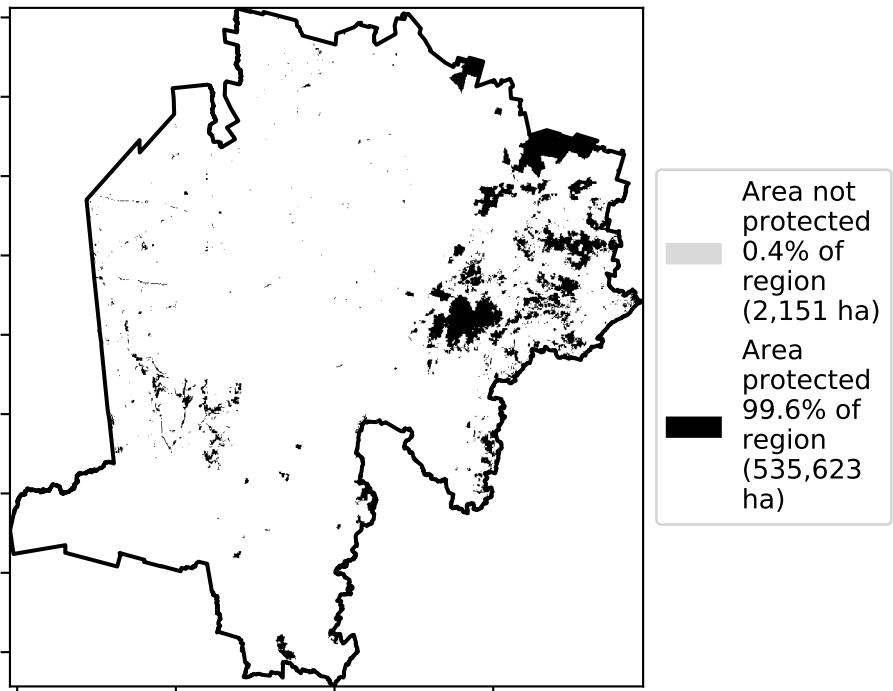 Area not
protected
0.4% of
region
(2,151 ha)
Area
protected
99.6% of
region
(535,623
ha)